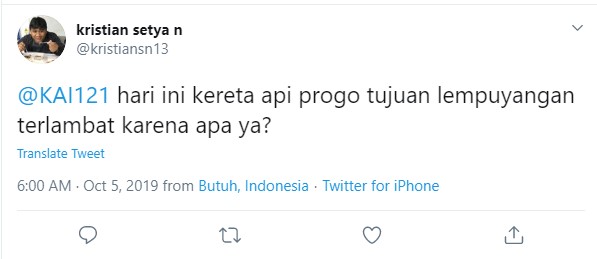 kristian setya n
@kristiansn13
@KAI121 hari ini kereta api progo tujuan lempuyangan
terlambat karena apa ya?
Translate Tweet
6:00 AM · Oct 5, 2019 from Butuh, Indonesia · Twitter for iPhone